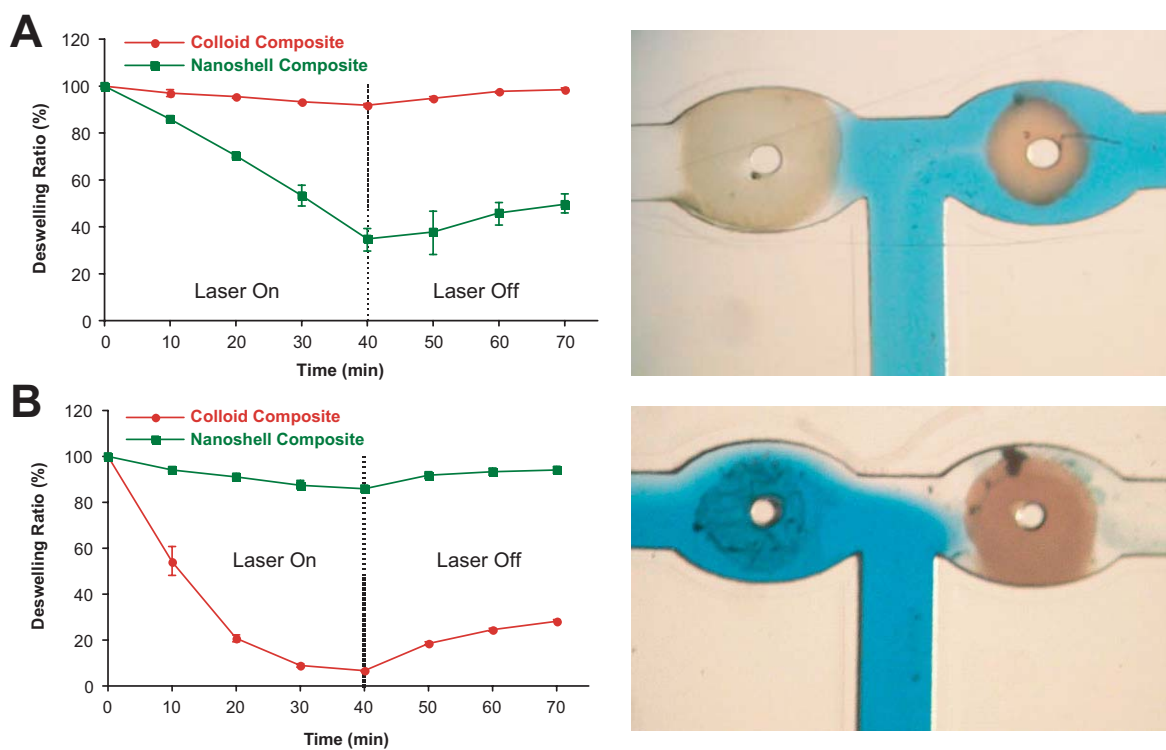 A
Colloid Composite
Nanoshell Composite
Deswelling Ratio (%)
120
100
80
60
40
20
0
Laser On
Laser Off
0 10 20 30 40 50 60 70
Time (min)
B
Colloid Composite
Nanoshell Composite
Deswelling Ratio (%)
120
100
80
60
40
20
0
Laser On
Laser Off
0 10 20 30 40 50 60 70
Time (min)